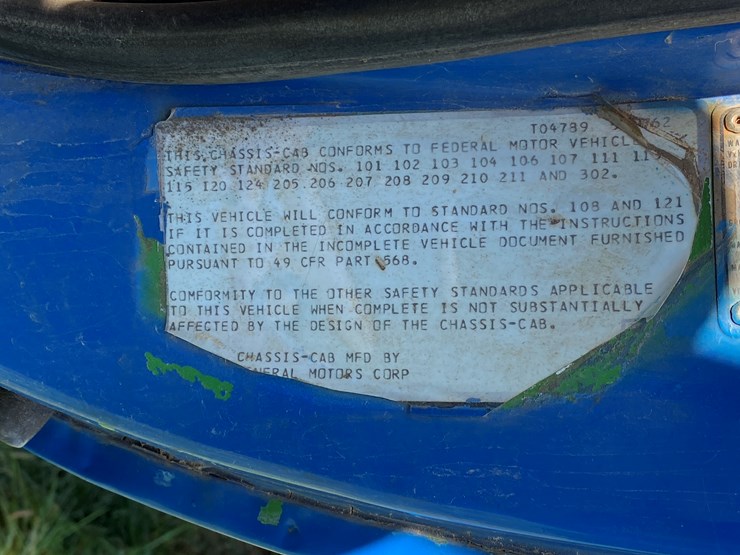 T04789 62
THIS CHASSIS-CAB CONFORMS TO FEDERAL MOTOR VEHICLE
SAFETY STANDARD NOS. 101 102 103 104 106 107 111
115 120 124 205 206 207 208 209 210 211 AND 302.
THIS VEHICLE WILL CONFORM TO STANDARD NOS. 108 AND 121
IF IT IS COMPLETED IN ACCORDANCE WITH THE INSTRUCTIONS
CONTAINED IN THE INCOMPLETE VEHICLE DOCUMENT FURNISHED
PURSUANT TO 49 CFR PART 568.
COMFORMITY TO THE OTHER SAFETY STANDARDS APPLICABLE
TO THIS VEHICLE WHEN COMPLETE IS NOT SUBSTANTIALLY
AFFECTED BY THE DESIGN OF THE CHASSIS-CAB.
CHASSIS-CAB MFD BY
GENERAL MOTORS CORP